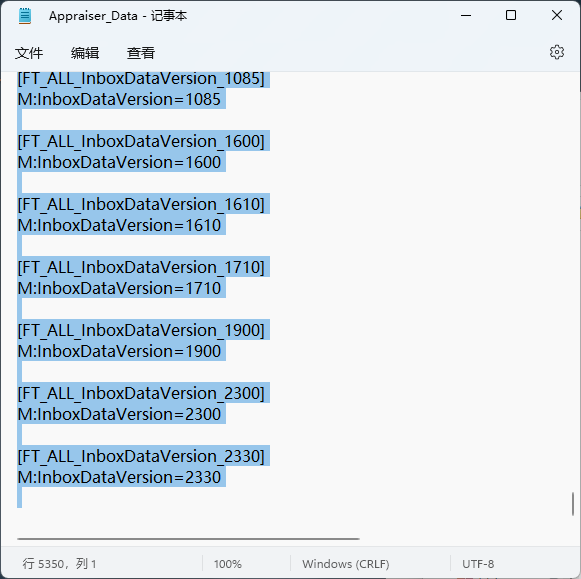 Appraiser_Data - 记事本
文件 编辑 查看
[FT_ALL_InboxDataVersion_1085]
M:InboxDataVersion=1085
[FT_ALL_InboxDataVersion_1600]
M:InboxDataVersion=1600
[FT_ALL_InboxDataVersion_1610]
M:InboxDataVersion=1610
[FT_ALL_InboxDataVersion_1710]
M:InboxDataVersion=1710
[FT_ALL_InboxDataVersion_1900]
M:InboxDataVersion=1900
[FT_ALL_InboxDataVersion_2300]
M:InboxDataVersion=2300
[FT_ALL_InboxDataVersion_2330]
M:InboxDataVersion=2330
行 5350，列 1 100% Windows (CRLF) UTF-8